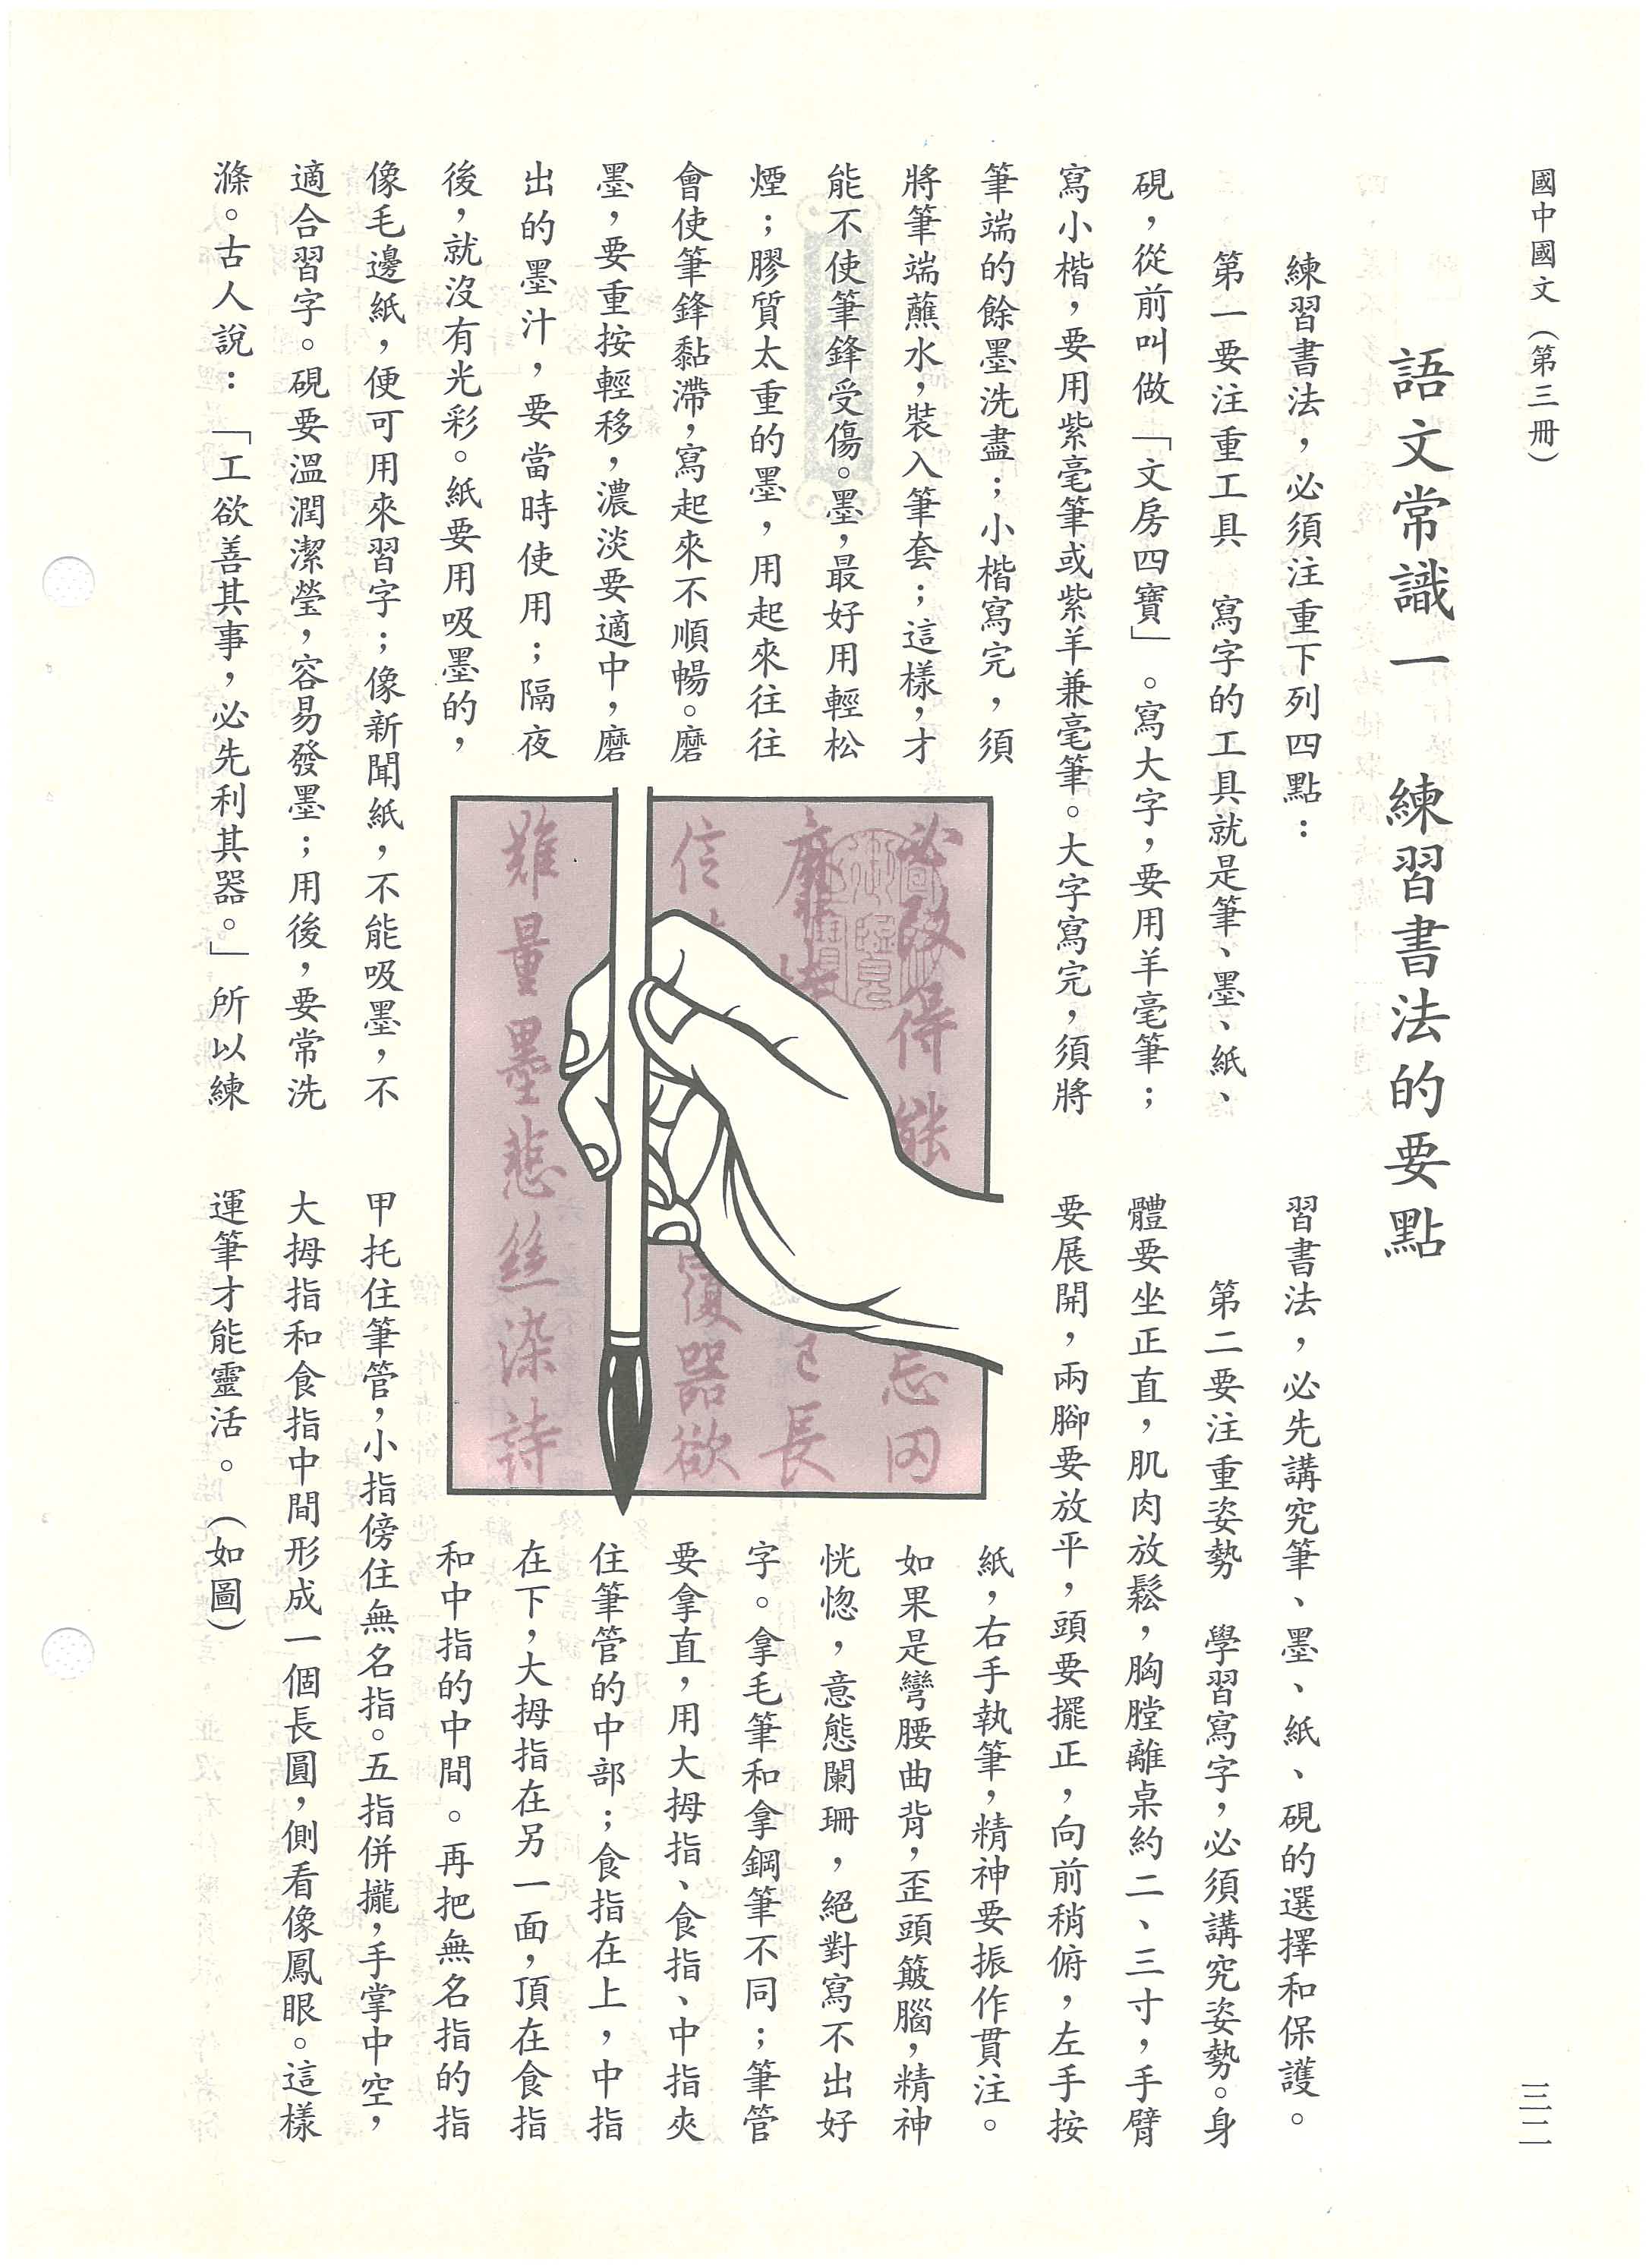 國中國文（第三冊）
三二
語文常識一　練習書法的要點
練習書法，必須注重下列四點：
第一要注重工具　寫字的工具就是筆、墨、紙、
硯，從前叫做「文房四寶」。寫大字，要用羊毫筆；
寫小楷，要用紫毫筆或紫羊兼毫筆。大字寫完，須將
筆端的餘墨洗盡；小楷寫完，須
將筆端蘸水，裝入筆套；這樣，才
能不使筆鋒受傷。墨，最好用輕松
煙；膠質太重的墨，用起來往往
會使筆鋒黏滯，寫起來不順暢。磨
墨，要重按輕移，濃淡要適中，磨
出的墨汁，要當時使用；隔夜
後，就沒有光彩。紙要用吸墨的，
像毛邊紙，便可用來習字；像新聞紙，不能吸墨，不
適合習字。硯要溫潤潔瑩，容易發墨；用後，要常洗
滌。古人說：「工欲善其事，必先利其器。」所以練
習書法，必先講究筆、墨、紙、硯的選擇和保護。
第二要注重姿勢　學習寫字，必須講究姿勢。身
體要坐正直，肌肉放鬆，胸膛離桌約二、三寸，手臂
要展開，兩腳要放平，頭要擺正，向前稍俯，左手按
紙，右手執筆，精神要振作貫注。
如果是彎腰曲背，歪頭簸腦，精神
恍惚，意態闌珊，絕對寫不出好
字。拿毛筆和拿鋼筆不同；筆管
要拿直，用大拇指、食指、中指夾
住筆管的中部；食指在上，中指
在下，大拇指在另一面，頂在食指
和中指的中間。再把無名指的指
甲托住筆管，小指傍住無名指。五指併攏，手掌中空，
大拇指和食指中間形成一個長圓，側看像鳳眼。這樣
運筆才能靈活。（如圖）
必改得能
忌罔
靡恃己長
信
復器欲
難量墨悲絲染詩